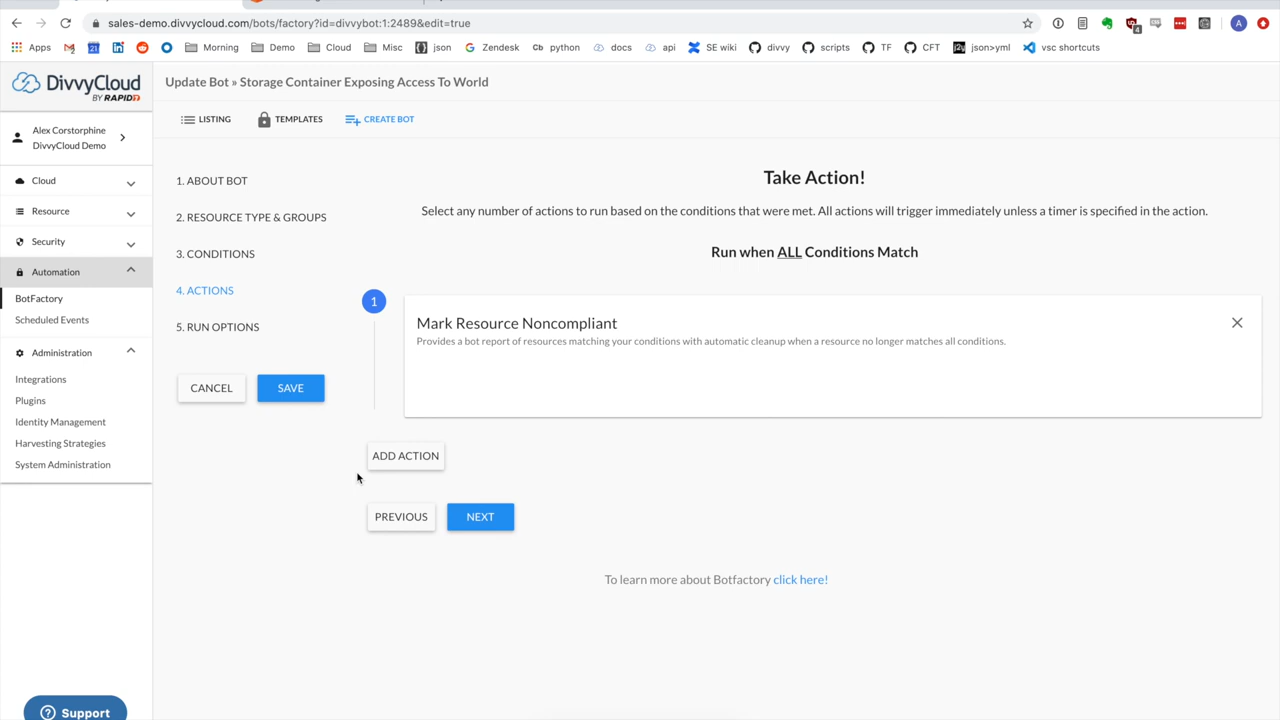 sales-demo.divvycloud.com/bots/factory?id=divvybot:1:2489&edit=true
4
A
Apps
21
Morning
Demo
Cloud
Misc
json
Zendesk
Cb python
docs
api
SE wiki
divvy
scripts
TF
CFT
j2y json>yml
vsc shortcuts
DivvyCloud
BY RAPID7
Update Bot » Storage Container Exposing Access To World
LISTING
TEMPLATES
CREATE BOT
Alex Corstorphine
DivvyCloud Demo
Cloud
Resource
Security
Automation
BotFactory
Scheduled Events
Administration
Integrations
Plugins
Identity Management
Harvesting Strategies
System Administration
Support
1. ABOUT BOT
2. RESOURCE TYPE & GROUPS
3. CONDITIONS
4. ACTIONS
5. RUN OPTIONS
CANCEL
SAVE
Take Action!
Select any number of actions to run based on the conditions that were met. All actions will trigger immediately unless a timer is specified in the action.
Run when ALL Conditions Match
1
Mark Resource Noncompliant
Provides a bot report of resources matching your conditions with automatic cleanup when a resource no longer matches all conditions.
ADD ACTION
PREVIOUS
NEXT
To learn more about Botfactory click here!